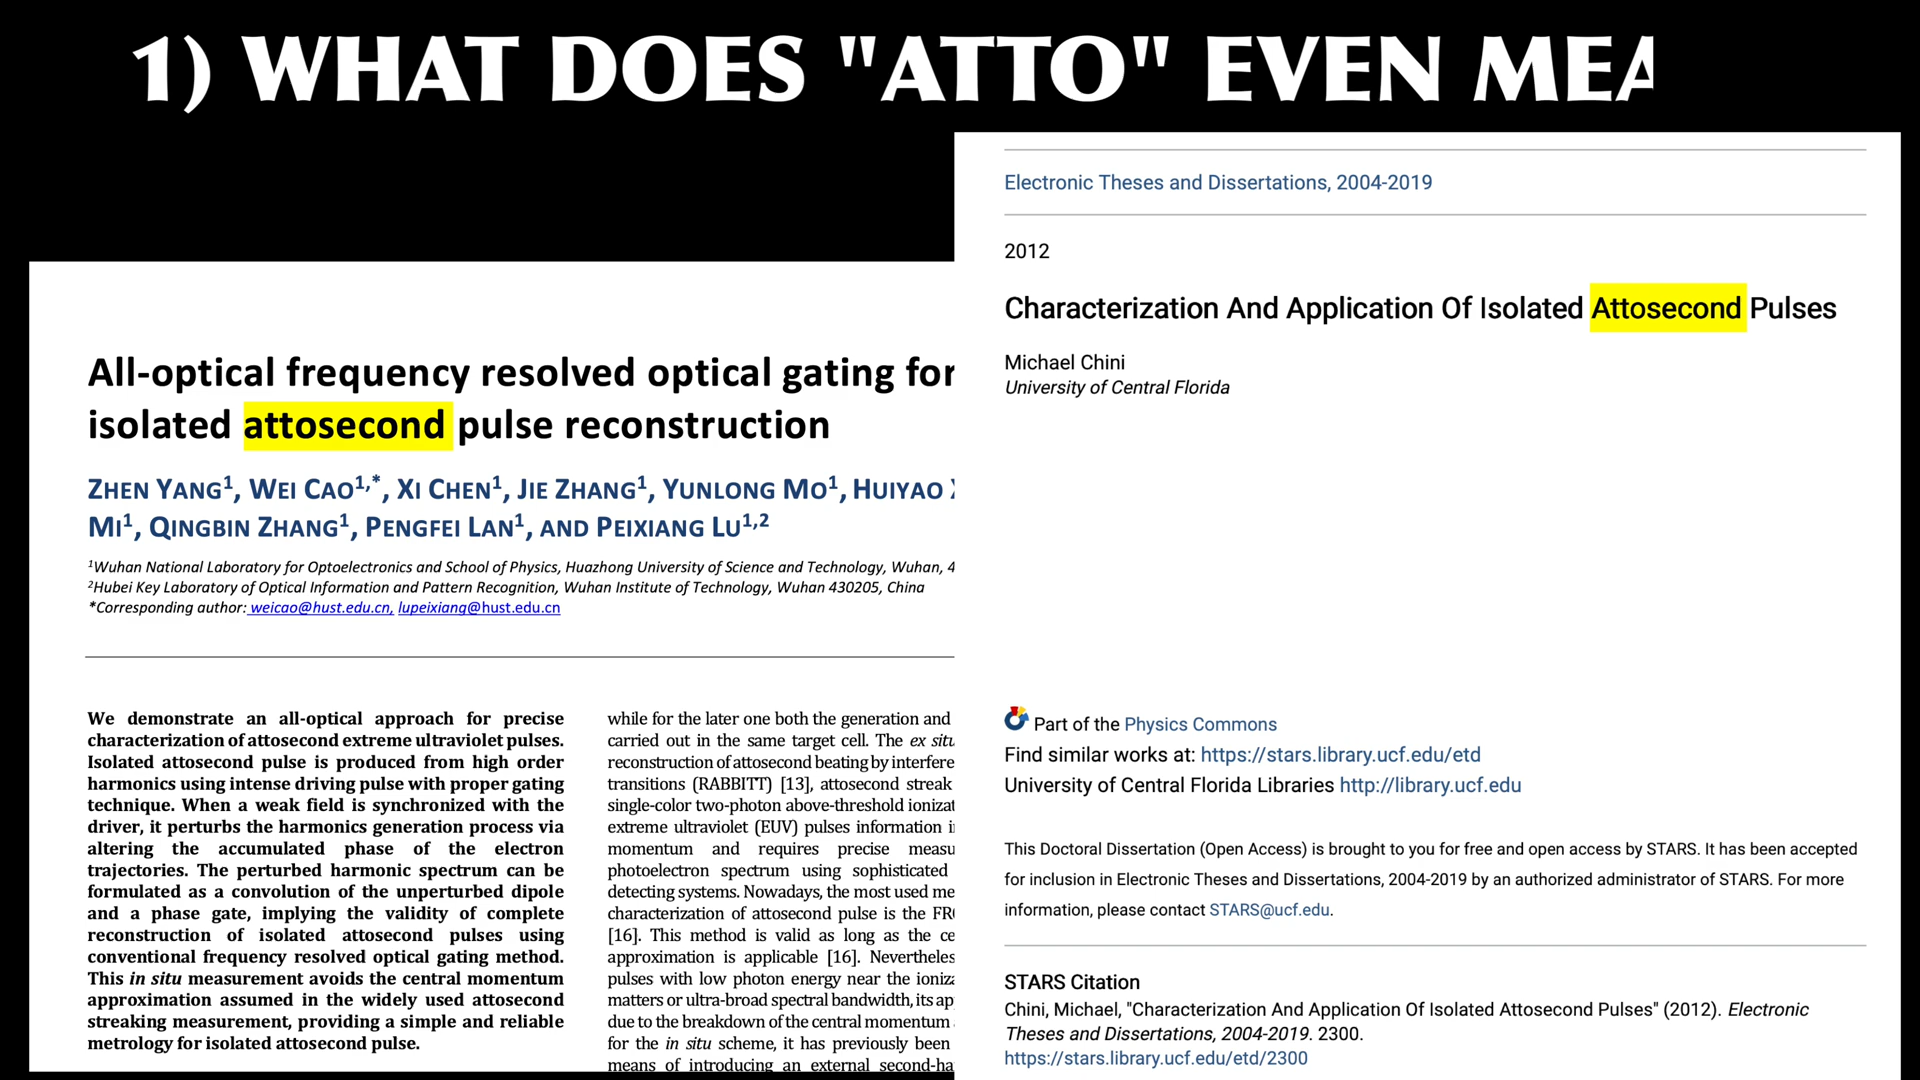 1) WHAT DOES "ATTO" EVEN MEA
All-optical frequency resolved optical gating for
isolated attosecond pulse reconstruction
ZHEN YANG1, WEI CAO1,*, XI CHEN1, JIE ZHANG1, YUNLONG MO1, HUIYAO
MI1, QINGBIN ZHANG1, PENGFEI LAN1, AND PEIXIANG LU1,2
1Wuhan National Laboratory for Optoelectronics and School of Physics, Huazhong University of Science and Technology, Wuhan, 4
2Hubei Key Laboratory of Optical Information and Pattern Recognition, Wuhan Institute of Technology, Wuhan 430205, China
*Corresponding author: weicao@hust.edu.cn, lupeixiang@hust.edu.cn
We demonstrate an all-optical approach for precise
characterization of attosecond extreme ultraviolet pulses.
Isolated attosecond pulse is produced from high order
harmonics using intense driving pulse with proper gating
technique. When a weak field is synchronized with the
driver, it perturbs the harmonics generation process via
altering the accumulated phase of the electron
trajectories. The perturbed harmonic spectrum can be
formulated as a convolution of the unperturbed dipole
and a phase gate, implying the validity of complete
reconstruction of isolated attosecond pulses using
conventional frequency resolved optical gating method.
This in situ measurement avoids the central momentum
approximation assumed in the widely used attosecond
streaking measurement, providing a simple and reliable
metrology for isolated attosecond pulse.
while for the later one both the generation and
carried out in the same target cell. The ex situ
reconstruction of attosecond beating by interfere
transitions (RABBITT) [13], attosecond streak
single-color two-photon above-threshold ionizat
extreme ultraviolet (EUV) pulses information i
momentum and requires precise measu
photoelectron spectrum using sophisticated
detecting systems. Nowadays, the most used me
characterization of attosecond pulse is the FR
[16]. This method is valid as long as the ce
approximation is applicable [16]. Nevertheles
pulses with low photon energy near the ioniza
matters or ultra-broad spectral bandwidth, its ap
due to the breakdown of the central momentum
for the in situ scheme, it has previously been
means of introducing an external second-ha
Electronic Theses and Dissertations, 2004-2019
2012
Characterization And Application Of Isolated Attosecond Pulses
Michael Chini
University of Central Florida
Part of the Physics Commons
Find similar works at: https://stars.library.ucf.edu/etd
University of Central Florida Libraries http://library.ucf.edu
This Doctoral Dissertation (Open Access) is brought to you for free and open access by STARS. It has been accepted
for inclusion in Electronic Theses and Dissertations, 2004-2019 by an authorized administrator of STARS. For more
information, please contact STARS@ucf.edu.
STARS Citation
Chini, Michael, "Characterization And Application Of Isolated Attosecond Pulses" (2012). Electronic
Theses and Dissertations, 2004-2019. 2300.
https://stars.library.ucf.edu/etd/2300